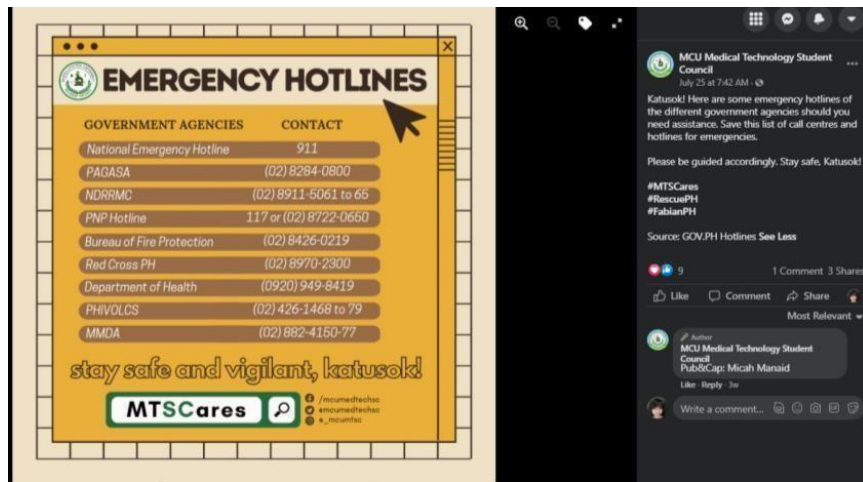 X
EMERGENCY HOTLINES
GOVERNMENT AGENCIES CONTACT
National Emergency Hotline 911
PAGASA (02) 8284-0800
NDRRMC (02) 8911-5061 to 65
PNP Hotline 117 or (02) 8722-0650
Bureau of Fire Protection (02) 8426-0219
Red Cross PH (02) 8970-2300
Department of Health (0920) 949-8419
PHIVOLCS (02) 426-1468 to 79
MMDA (02) 882-4150-77
stay safe and vigilant, katusok!
MTSCares
/mcumedtechsc
@mcumedtechsc
@_mcumtsc
MCU Medical Technology Student
Council
July 25 at 7:42 AM ·
Katusok! Here are some emergency hotlines of
the different government agencies should you
need assistance. Save this list of call centres and
hotlines for emergencies.
Please be guided accordingly. Stay safe, Katusok!
#MTSCares
#RescuePH
#FabianPH
Source: GOV.PH Hotlines See Less
9 1 Comment 3 Shares
Like Comment Share
Most Relevant
Author
MCU Medical Technology Student
Council
Pub&Cap: Micah Manaid
Like · Reply · 3w
Write a comment...